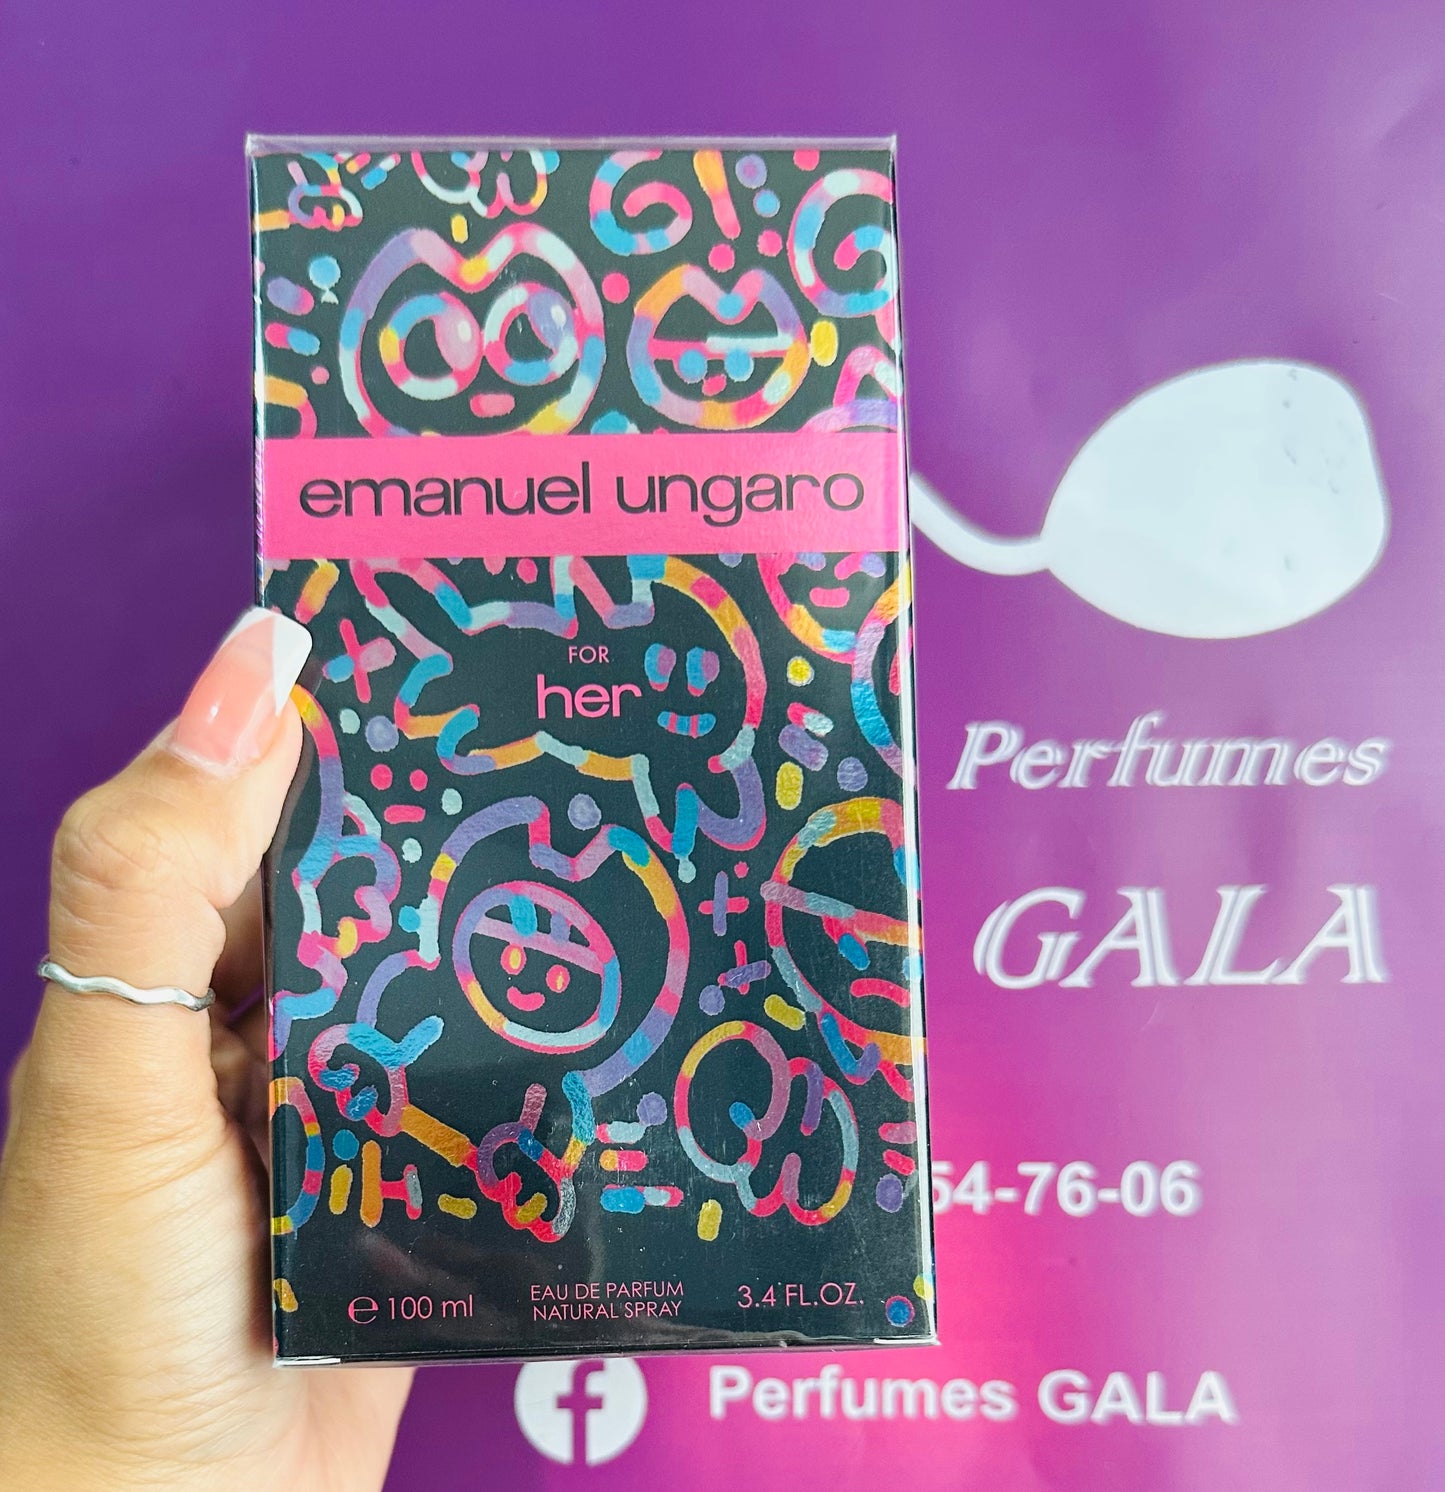 emanuel ungaro
FOR
her
℮ 100 ml
EAU DE PARFUM
NATURAL SPRAY
3.4 FL.OZ.
Perfumes
GALA
54-76-06
f Perfumes GALA